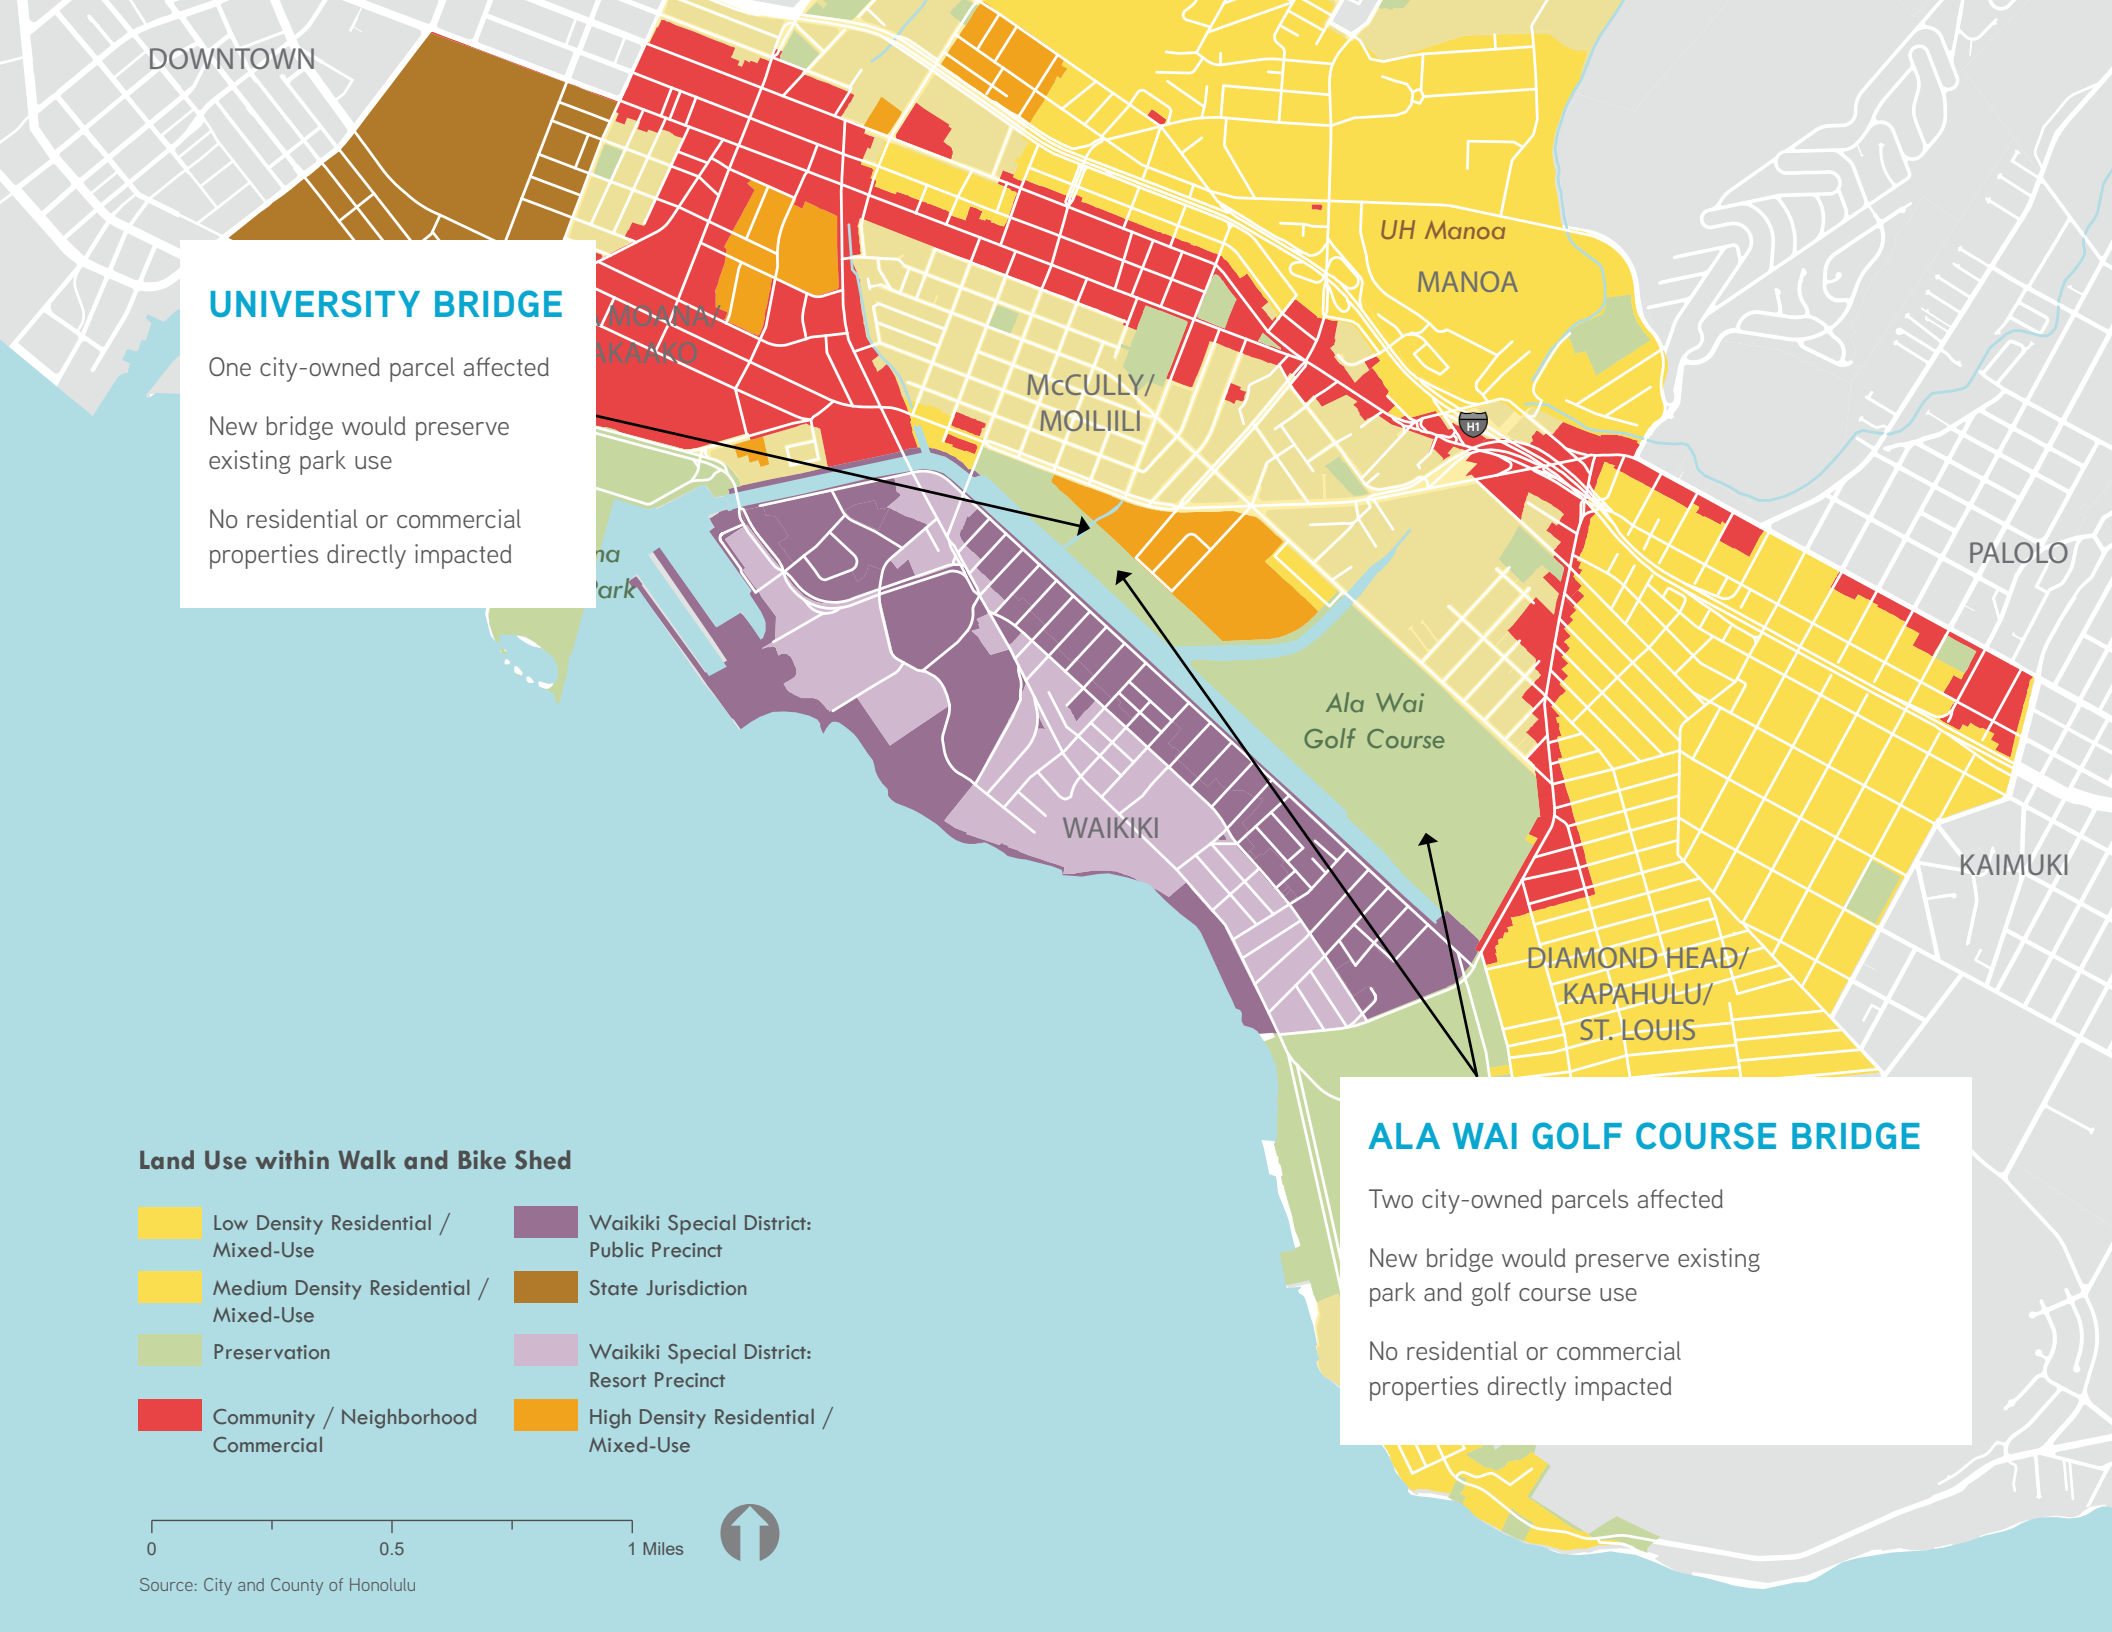 DOWNTOWN
UH Manoa
MANOA
UNIVERSITY BRIDGE
One city-owned parcel affected
New bridge would preserve
existing park use
No residential or commercial
properties directly impacted
MOANA/
AKAAKO
McCULLY/
MOILIILI
H1
PALOLO
na
Park
Ala Wai
Golf Course
WAIKIKI
KAIMUKI
DIAMOND HEAD/
KAPAHULU/
ST. LOUIS
ALA WAI GOLF COURSE BRIDGE
Two city-owned parcels affected
New bridge would preserve existing
park and golf course use
No residential or commercial
properties directly impacted
Land Use within Walk and Bike Shed
Low Density Residential /
Mixed-Use
Medium Density Residential /
Mixed-Use
Preservation
Community / Neighborhood
Commercial
Waikiki Special District:
Public Precinct
State Jurisdiction
Waikiki Special District:
Resort Precinct
High Density Residential /
Mixed-Use
0 0.5 1 Miles
Source: City and County of Honolulu